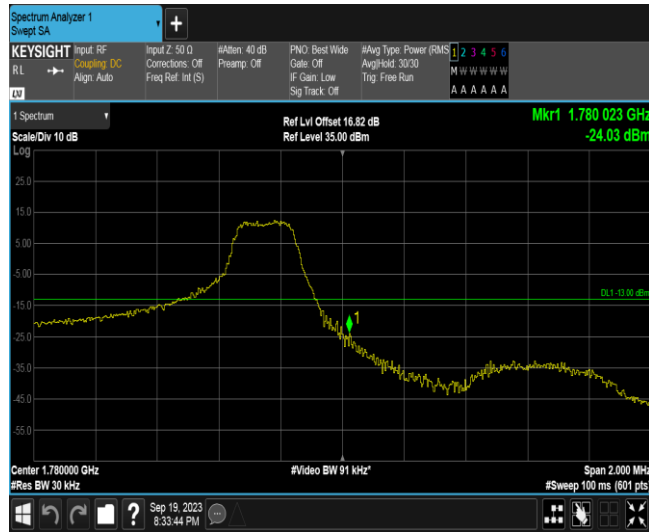 Spectrum Analyzer 1
Swept SA
+
KEYSIGHT
RL
LXI
Input: RF
Coupling: DC
Align: Auto
Input Z: 50 Ω
Corrections: Off
Freq Ref: Int (S)
#Atten: 40 dB
Preamp: Off
PNO: Best Wide
Gate: Off
IF Gain: Low
Sig Track: Off
#Avg Type: Power (RMS
Avg|Hold: 30/30
Trig: Free Run
1 2 3 4 5 6
M W W W W W
A A A A A A
1 Spectrum
Scale/Div 10 dB
Ref Lvl Offset 16.82 dB
Ref Level 35.00 dBm
Mkr1 1.780 023 GHz
-24.03 dBm
Log
25.0
15.0
5.00
-5.00
-15.0
-25.0
-35.0
-45.0
-55.0
DL1 -13.00 dBm
1
Center 1.780000 GHz
#Res BW 30 kHz
#Video BW 91 kHz*
Span 2.000 MHz
#Sweep 100 ms (601 pts)
?
Sep 19, 2023
8:33:44 PM